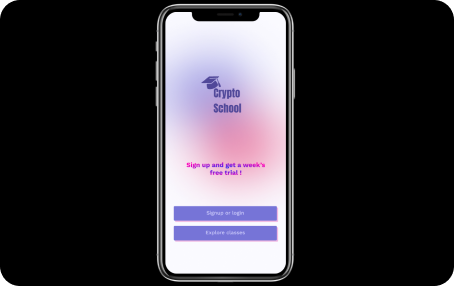 Crypto
School
Sign up and get a week's
free trial !
Signup or login
Explore classes